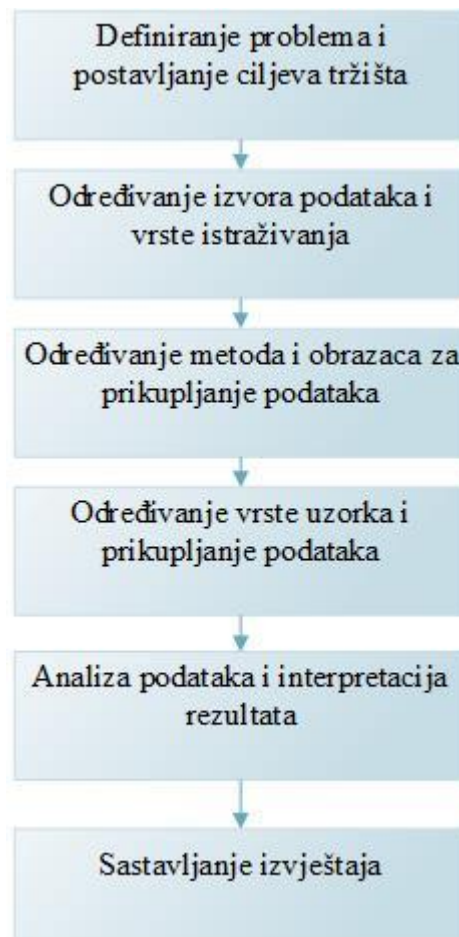 Definiranje problema i
postavljanje ciljeva tržišta
Određivanje izvora podataka i
vrste istraživanja
Određivanje metoda i obrazaca za
prikupljanje podataka
Određivanje vrste uzorka i
prikupljanje podataka
Analiza podataka i interpretacija
rezultata
Sastavljanje izvještaja